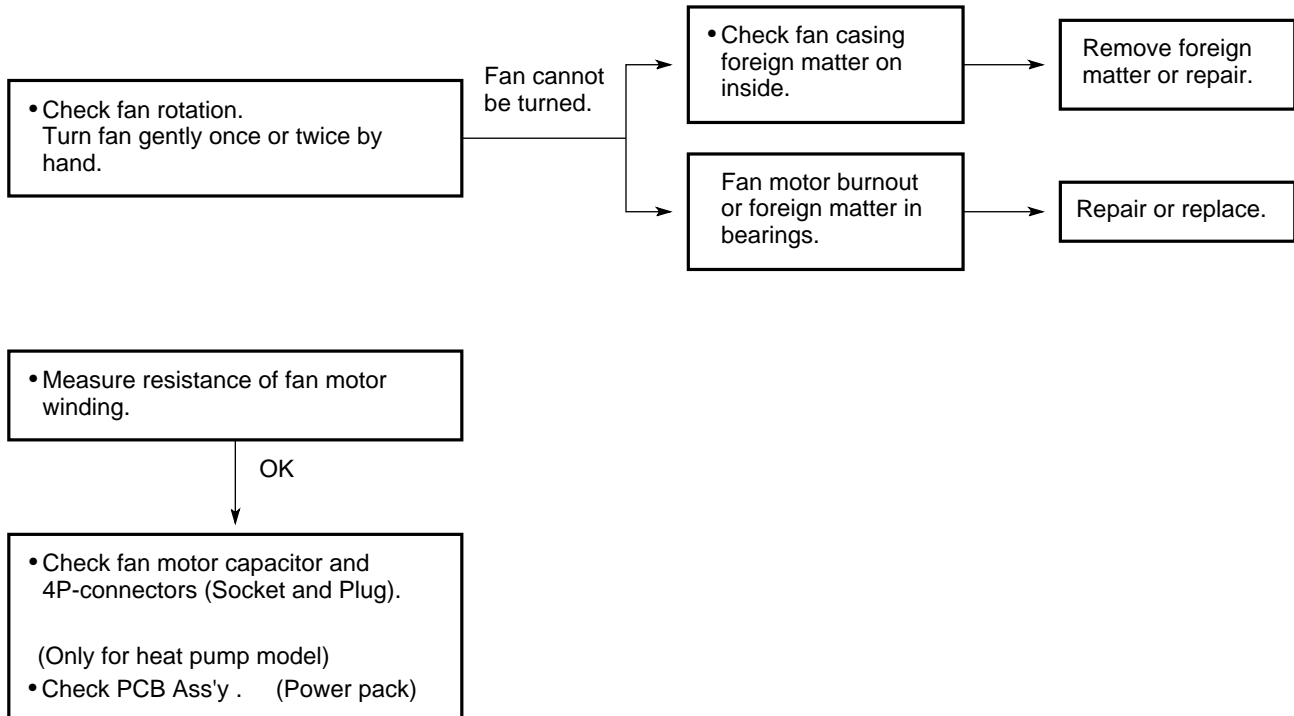 • Check fan rotation.
Turn fan gently once or twice by
hand.
Fan cannot
be turned.
• Check fan casing
foreign matter on
inside.
Remove foreign
matter or repair.
Fan motor burnout
or foreign matter in
bearings.
Repair or replace.
• Measure resistance of fan motor
winding.
OK
• Check fan motor capacitor and
4P-connectors (Socket and Plug).
(Only for heat pump model)
• Check PCB Ass'y . (Power pack)